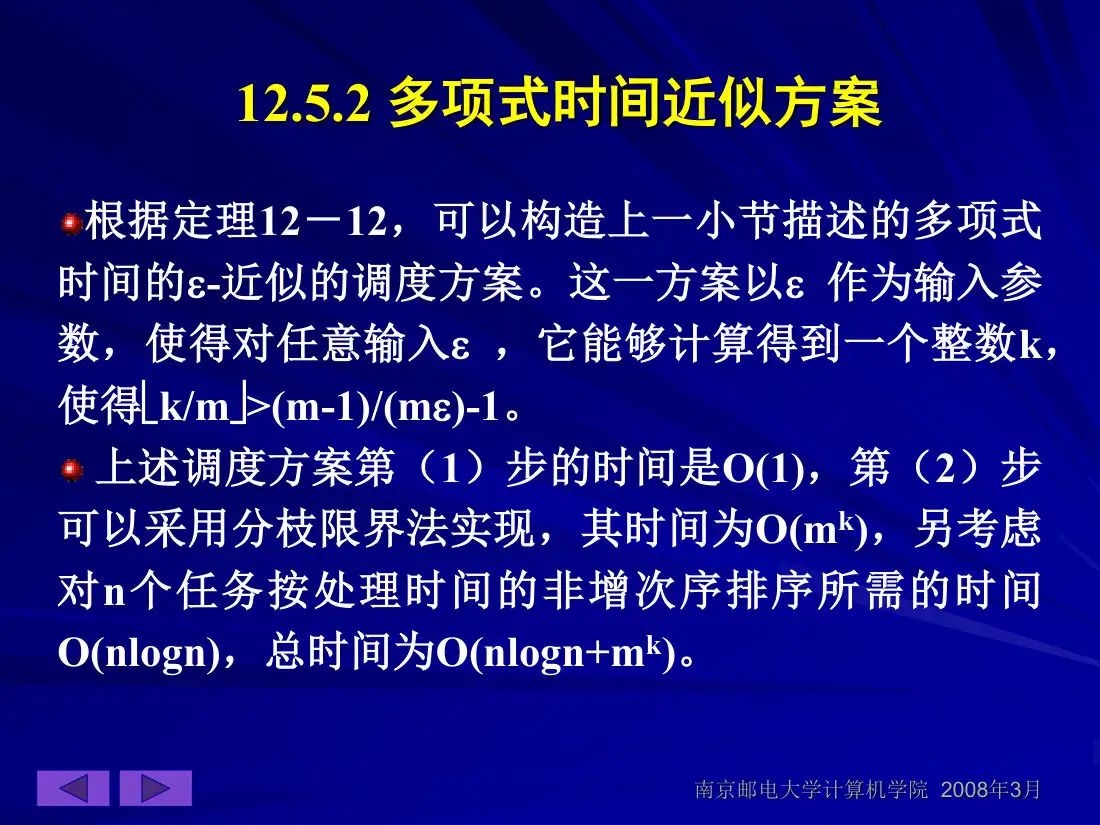 12.5.2 多项式时间近似方案
根据定理12－12，可以构造上一小节描述的多项式
时间的ε-近似的调度方案。这一方案以ε 作为输入参
数，使得对任意输入ε ，它能够计算得到一个整数k，
使得⌊k/m⌋>(m-1)/(mε)-1。
上述调度方案第（1）步的时间是O(1)，第（2）步
可以采用分枝限界法实现，其时间为O(mᵏ)，另考虑
对n个任务按处理时间的非增次序排序所需的时间
O(nlogn)，总时间为O(nlogn+mᵏ)。
南京邮电大学计算机学院 2008年3月